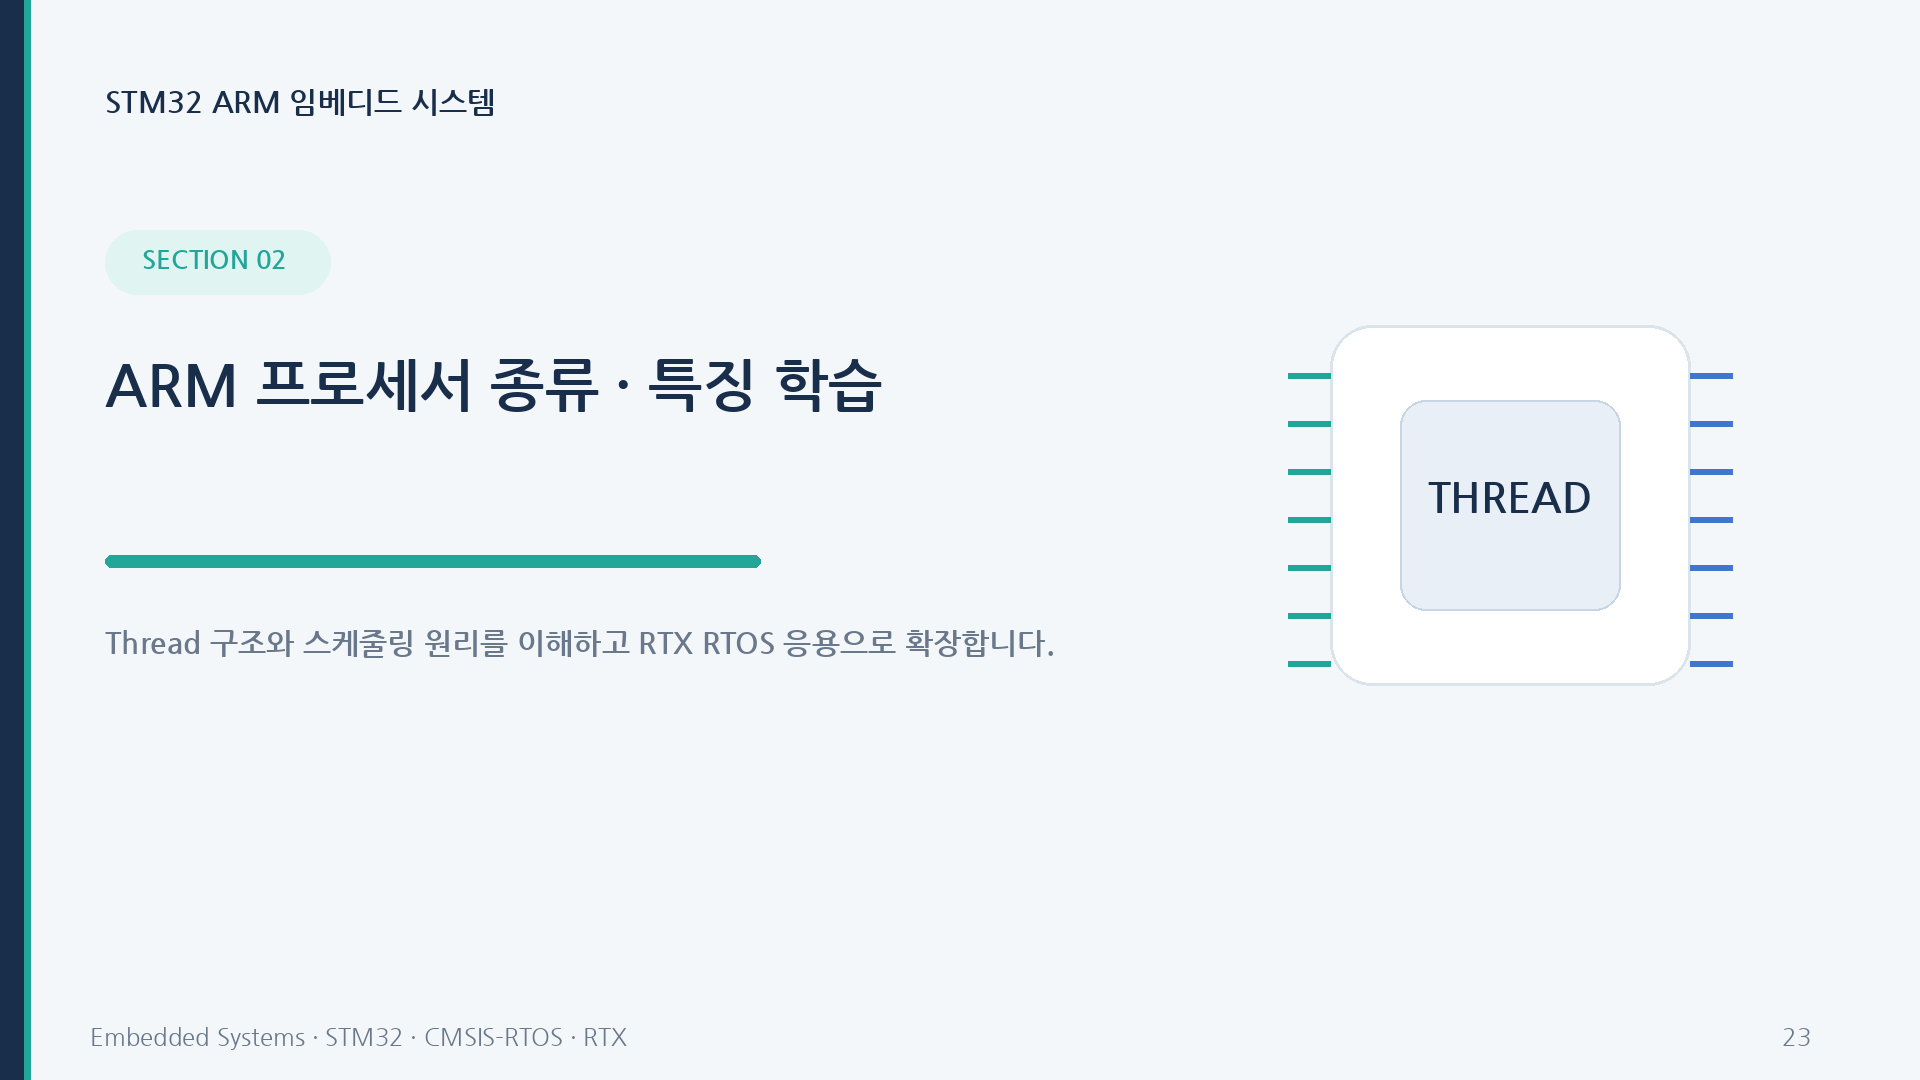 STM32 ARM 임베디드 시스템
SECTION 02
ARM 프로세서 종류 · 특징 학습
THREAD
Thread 구조와 스케줄링 원리를 이해하고 RTX RTOS 응용으로 확장합니다.
Embedded Systems · STM32 · CMSIS-RTOS · RTX
23